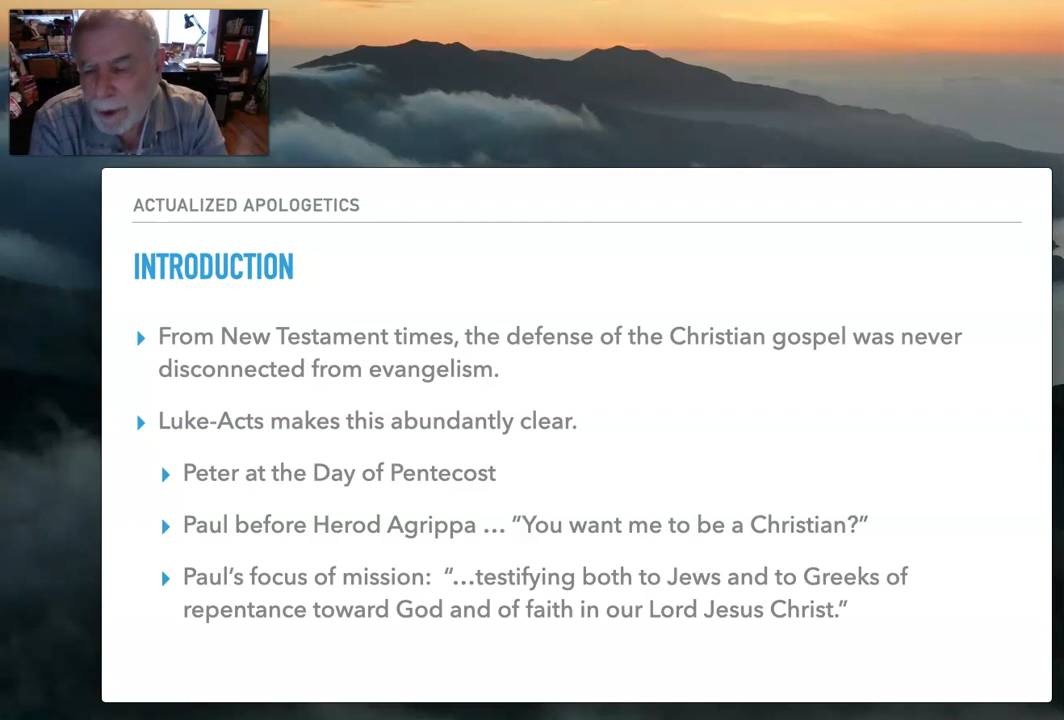 ACTUALIZED APOLOGETICS
INTRODUCTION
From New Testament times, the defense of the Christian gospel was never
disconnected from evangelism.
Luke-Acts makes this abundantly clear.
Peter at the Day of Pentecost
Paul before Herod Agrippa … “You want me to be a Christian?”
Paul’s focus of mission:  “…testifying both to Jews and to Greeks of
repentance toward God and of faith in our Lord Jesus Christ.”